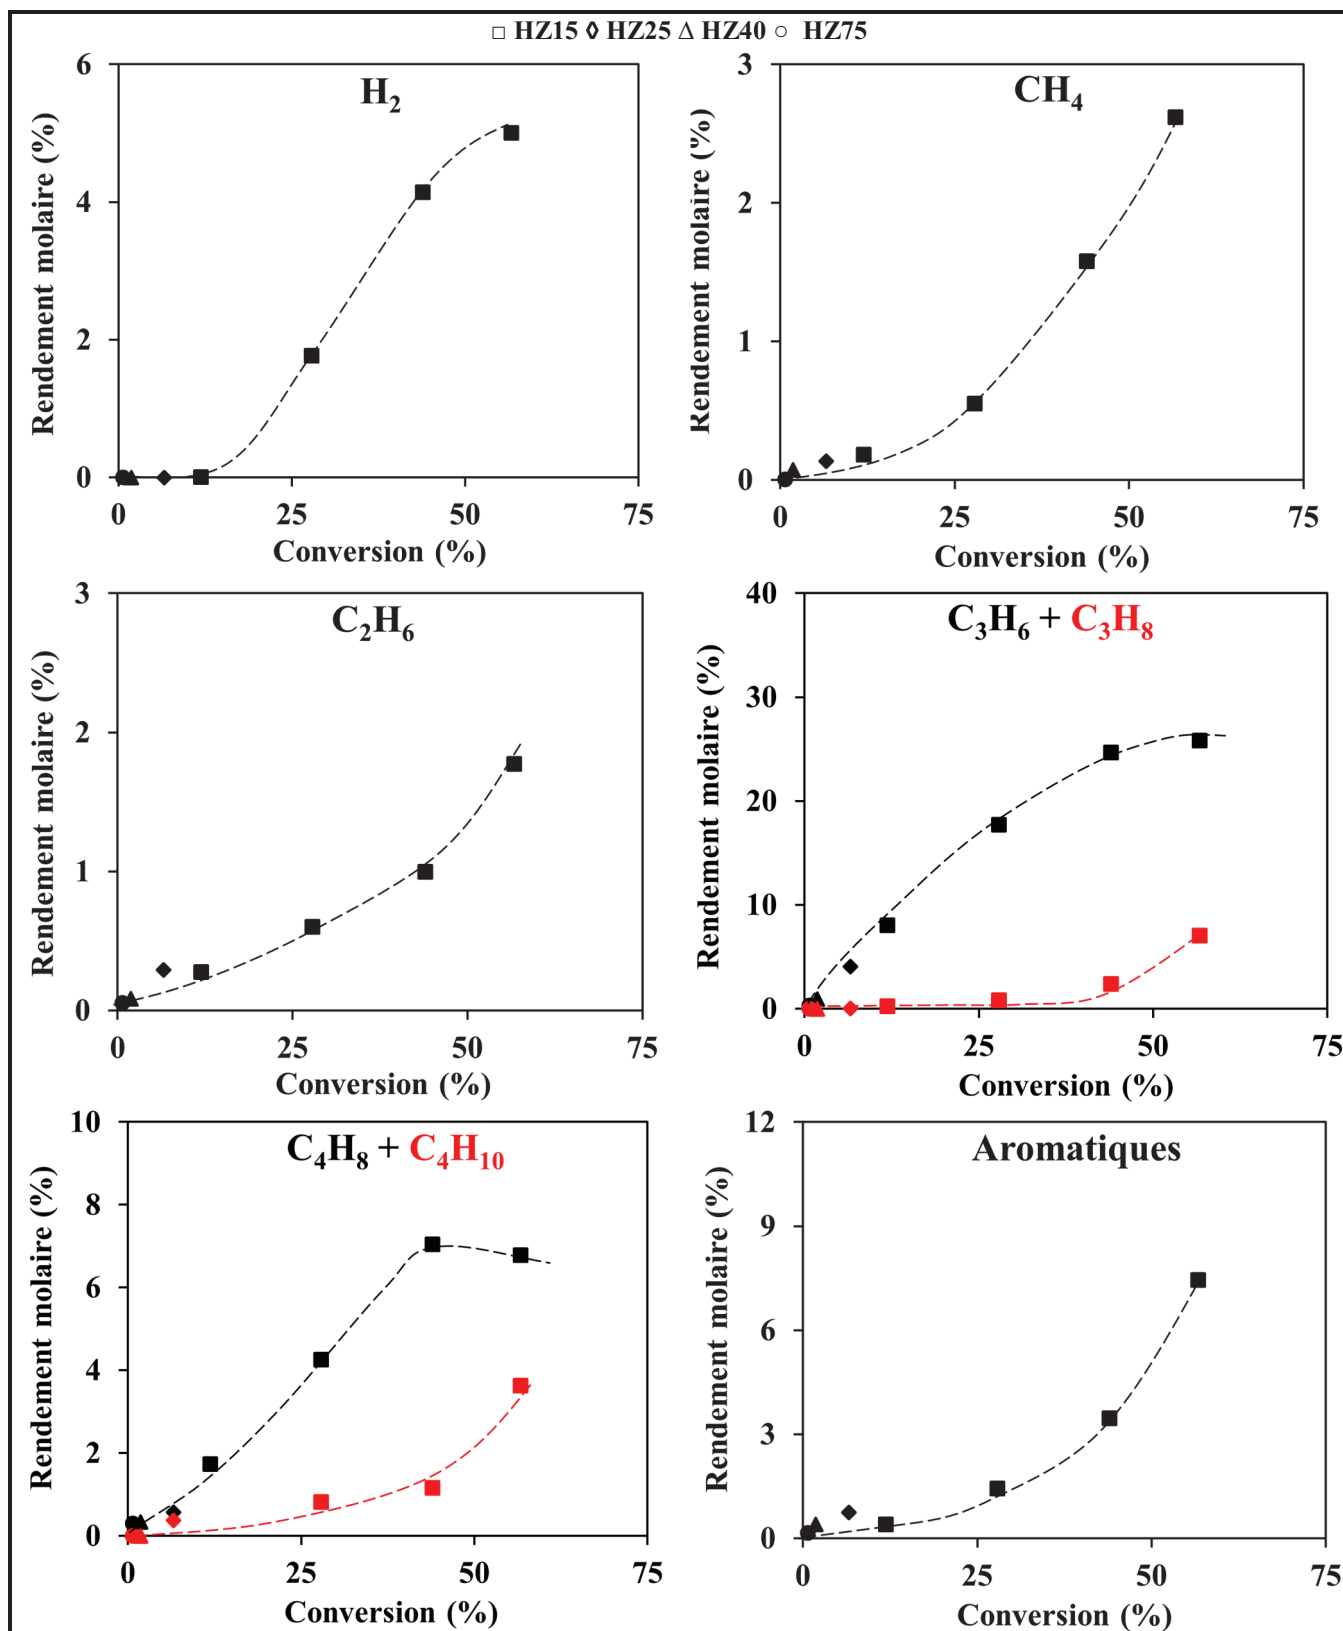 □ HZ15 ◊ HZ25 Δ HZ40 ○ HZ75
H₂
Rendement molaire (%)
6
4
2
0
0 25 50 75
Conversion (%)
CH₄
Rendement molaire (%)
3
2
1
0
0 25 50 75
Conversion (%)
C₂H₆
Rendement molaire (%)
3
2
1
0
0 25 50 75
Conversion (%)
C₃H₆ + C₃H₈
Rendement molaire (%)
40
30
20
10
0
0 25 50 75
Conversion (%)
C₄H₈ + C₄H₁₀
Rendement molaire (%)
10
8
6
4
2
0
0 25 50 75
Conversion (%)
Aromatiques
Rendement molaire (%)
12
9
6
3
0
0 25 50 75
Conversion (%)